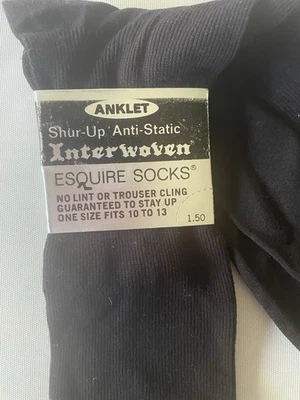 ANKLET
Shur-Up Anti-Static
Interwoven®
ESQUIRE SOCKS®
NO LINT OR TROUSER CLING
GUARANTEED TO STAY UP
ONE SIZE FITS 10 TO 13
1.50